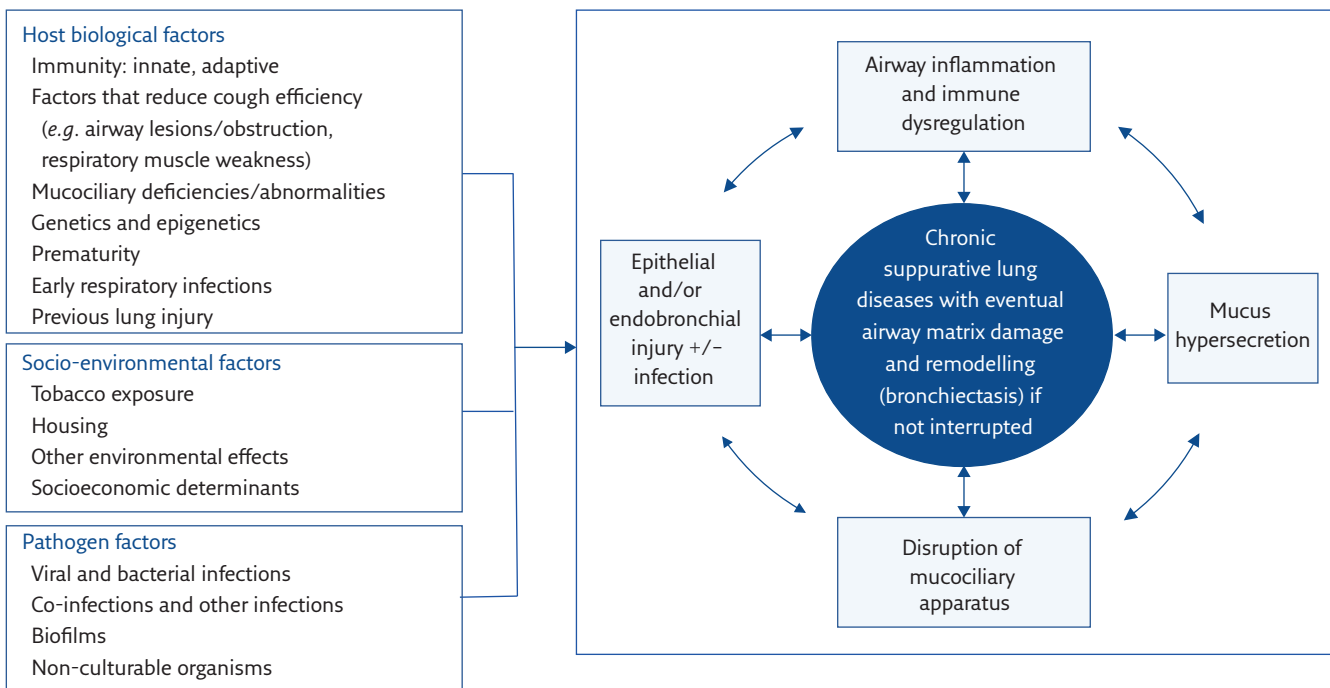 Host biological factors
Immunity: innate, adaptive
Factors that reduce cough efficiency
(e.g. airway lesions/obstruction,
respiratory muscle weakness)
Mucociliary deficiencies/abnormalities
Genetics and epigenetics
Prematurity
Early respiratory infections
Previous lung injury
Socio-environmental factors
Tobacco exposure
Housing
Other environmental effects
Socioeconomic determinants
Pathogen factors
Viral and bacterial infections
Co-infections and other infections
Biofilms
Non-culturable organisms
Airway inflammation
and immune
dysregulation
Epithelial
and/or
endobronchial
injury +/–
infection
Chronic
suppurative lung
diseases with eventual
airway matrix damage
and remodelling
(bronchiectasis) if
not interrupted
Mucus
hypersecretion
Disruption of
mucociliary
apparatus